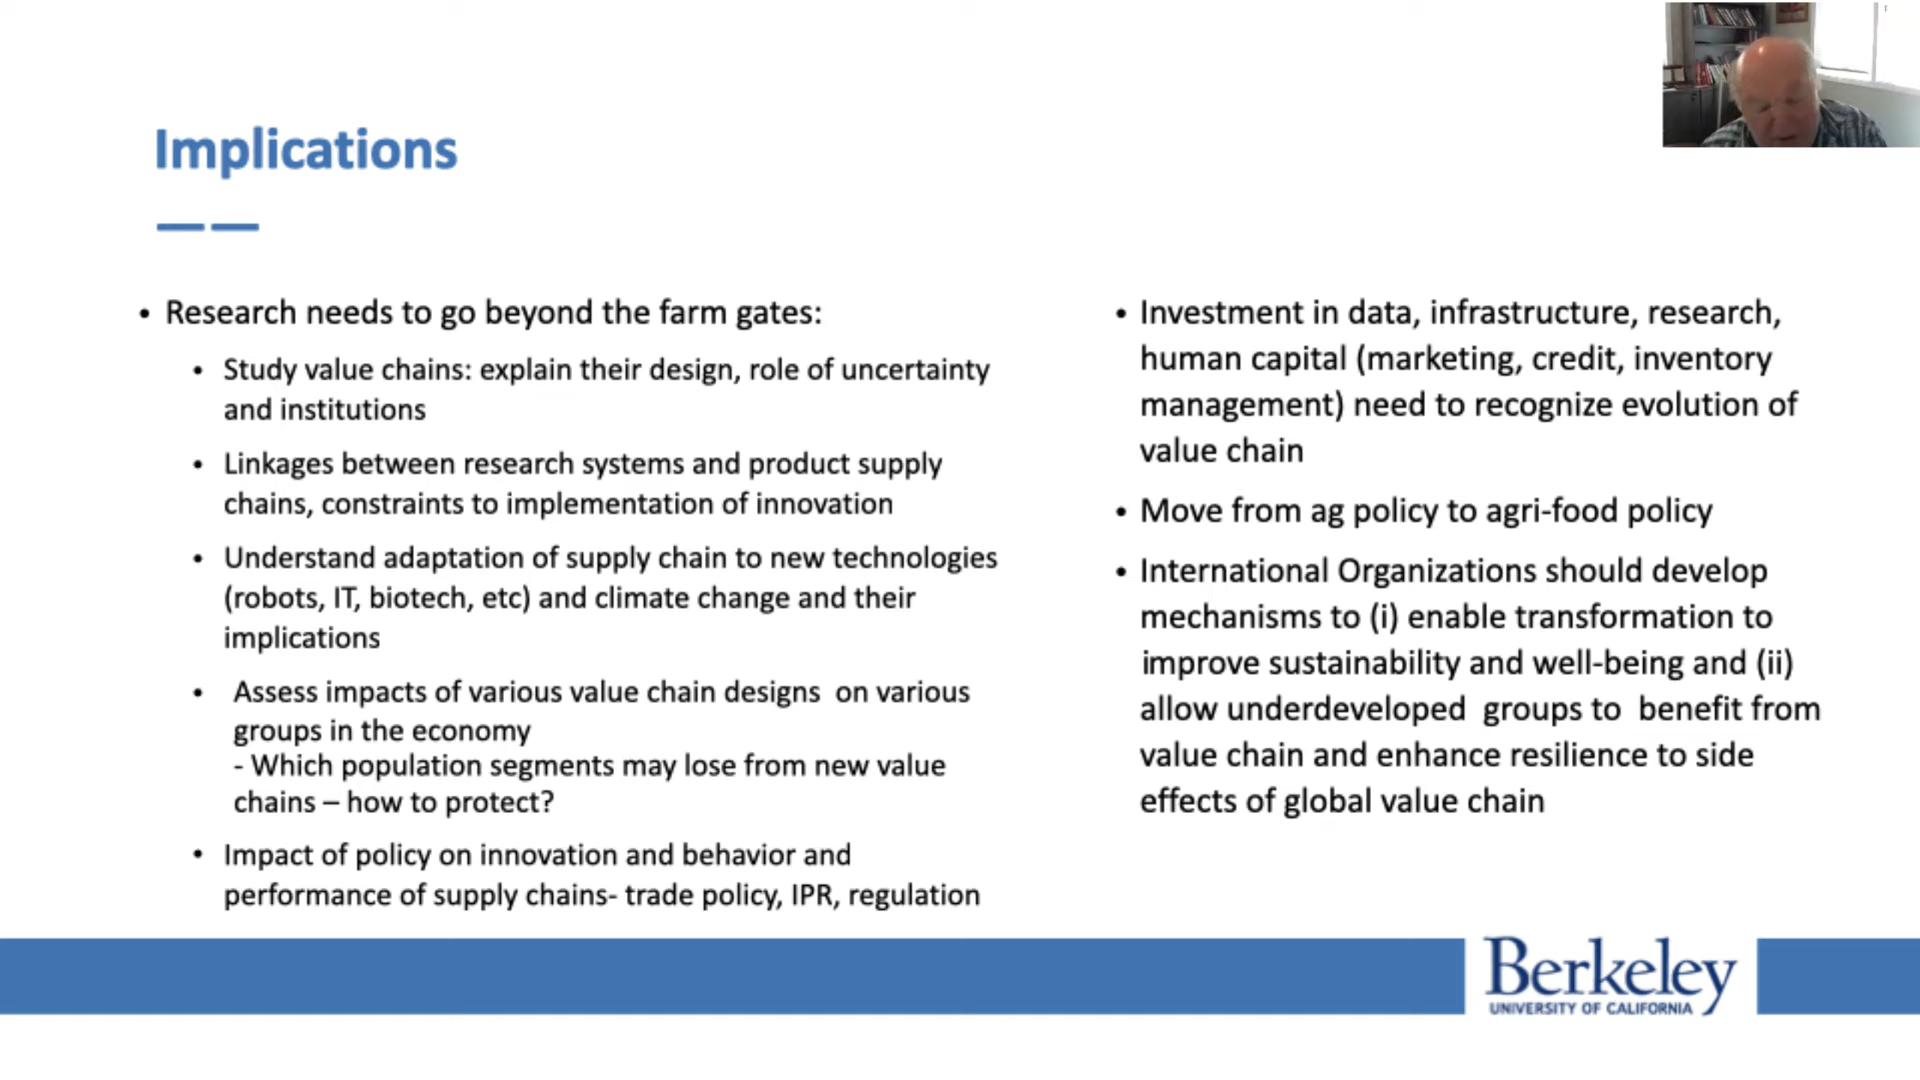 Implications
• Research needs to go beyond the farm gates:
• Study value chains: explain their design, role of uncertainty
and institutions
• Linkages between research systems and product supply
chains, constraints to implementation of innovation
• Understand adaptation of supply chain to new technologies
(robots, IT, biotech, etc) and climate change and their
implications
• Assess impacts of various value chain designs on various
groups in the economy
- Which population segments may lose from new value
chains – how to protect?
• Impact of policy on innovation and behavior and
performance of supply chains- trade policy, IPR, regulation
• Investment in data, infrastructure, research,
human capital (marketing, credit, inventory
management) need to recognize evolution of
value chain
• Move from ag policy to agri-food policy
• International Organizations should develop
mechanisms to (i) enable transformation to
improve sustainability and well-being and (ii)
allow underdeveloped groups to benefit from
value chain and enhance resilience to side
effects of global value chain
Berkeley
UNIVERSITY OF CALIFORNIA